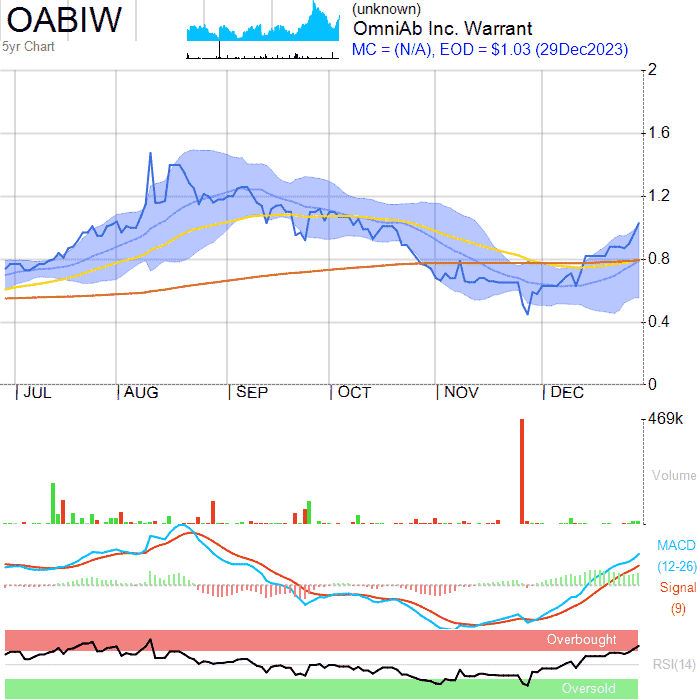 OABIW
5yr Chart
(unknown)
OmniAb Inc. Warrant
MC = (N/A), EOD = $1.03 (29Dec2023)
2
1.6
1.2
0.8
0.4
0
JUL AUG SEP OCT NOV DEC
469k
Volume
MACD
(12-26)
Signal
(9)
Overbought
RSI(14)
Oversold